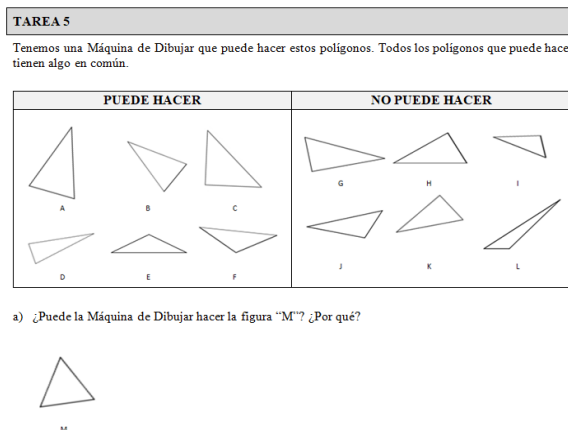 TAREA 5
Tenemos una Máquina de Dibujar que puede hacer estos polígonos. Todos los polígonos que puede hace
tienen algo en común.
PUEDE HACER NO PUEDE HACER
A B C G H I
D E F J K L
a) ¿Puede la Máquina de Dibujar hacer la figura "M"? ¿Por qué?
M